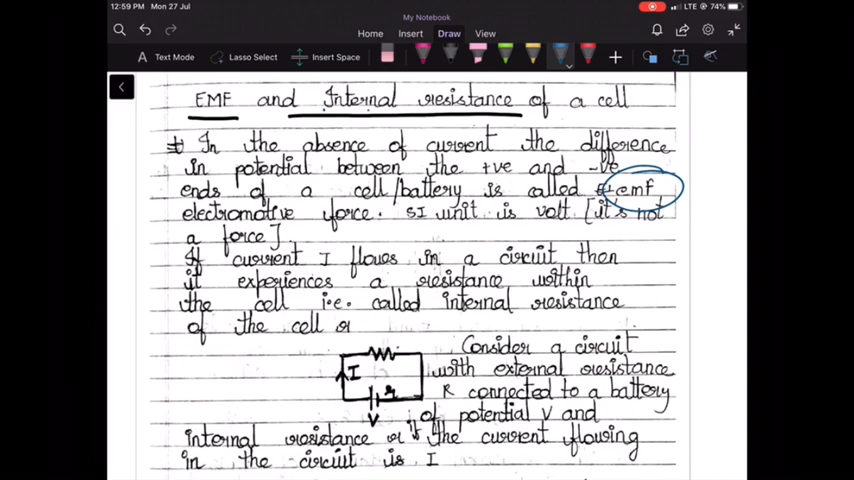 12:59 PM Mon 27 Jul
LTE 74%
My Notebook
Home Insert Draw View
Text Mode Lasso Select Insert Space
EMF and Internal resistance of a cell
In the absence of current the difference
in potential between the +ve and -ve
ends of a cell/battery is called emf,
electromotive force. SI unit is volt [it's not
a force]
If current I flows in a circuit then
it experiences a resistance within
the cell i.e. called internal resistance
of the cell r
Consider a circuit
I with external resistance
r R connected to a battery
V of potential V and
internal resistance r if the current flowing
in the circuit is I